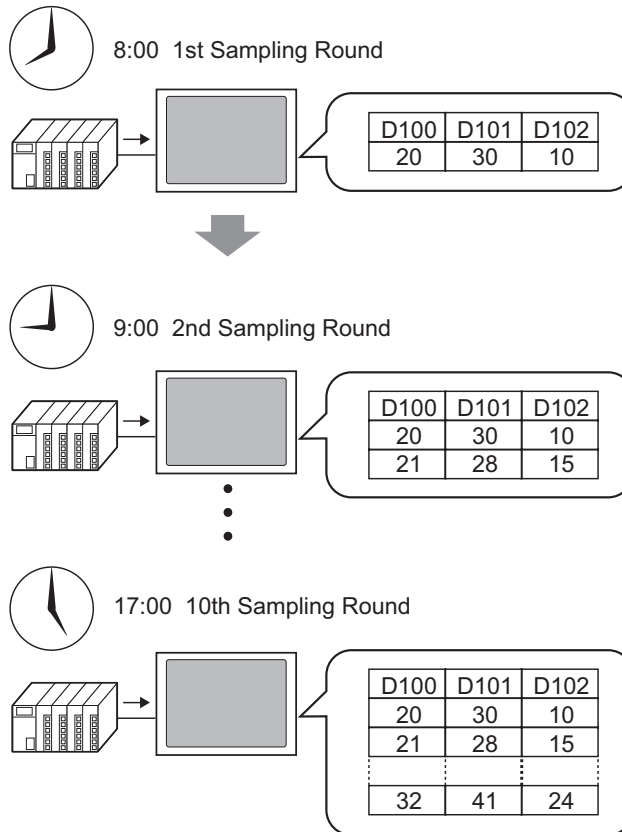 8:00 1st Sampling Round
D100 D101 D102
20 30 10
9:00 2nd Sampling Round
D100 D101 D102
20 30 10
21 28 15
17:00 10th Sampling Round
D100 D101 D102
20 30 10
21 28 15
32 41 24